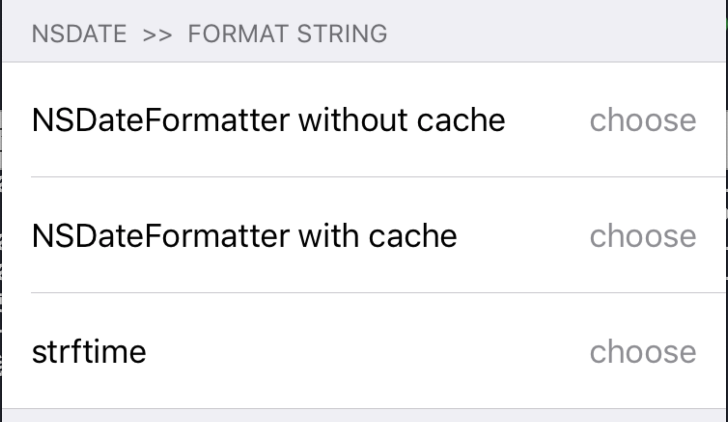 NSDATE >> FORMAT STRING
NSDateFormatter without cache choose
NSDateFormatter with cache choose
strftime choose